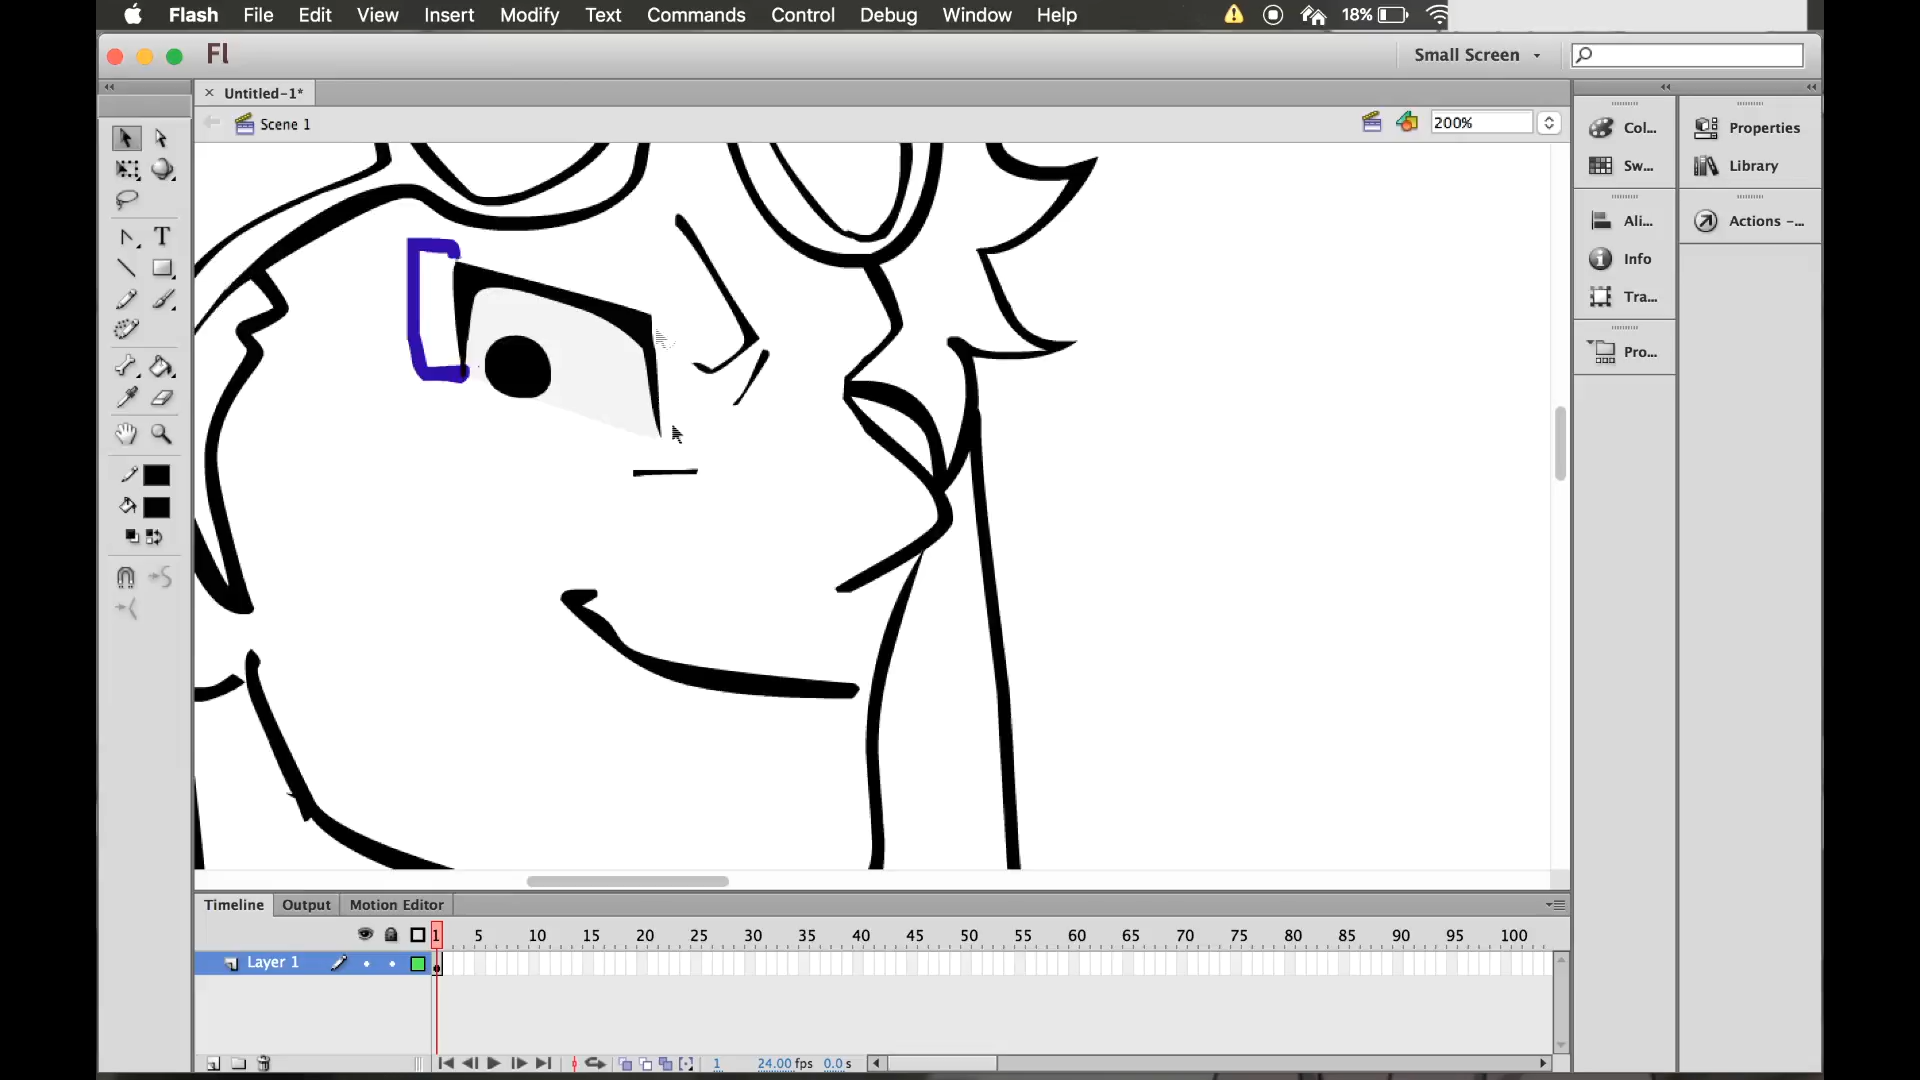 Flash File Edit View Insert Modify Text Commands Control Debug Window Help 18%
Fl Small Screen
Untitled-1*
Scene 1 200%
Col... Properties
Sw... Library
Ali... Actions -...
Info
Tra...
Pro...
T
Timeline Output Motion Editor
1 5 10 15 20 25 30 35 40 45 50 55 60 65 70 75 80 85 90 95 100
Layer 1
1 24.00 fps 0.0 s